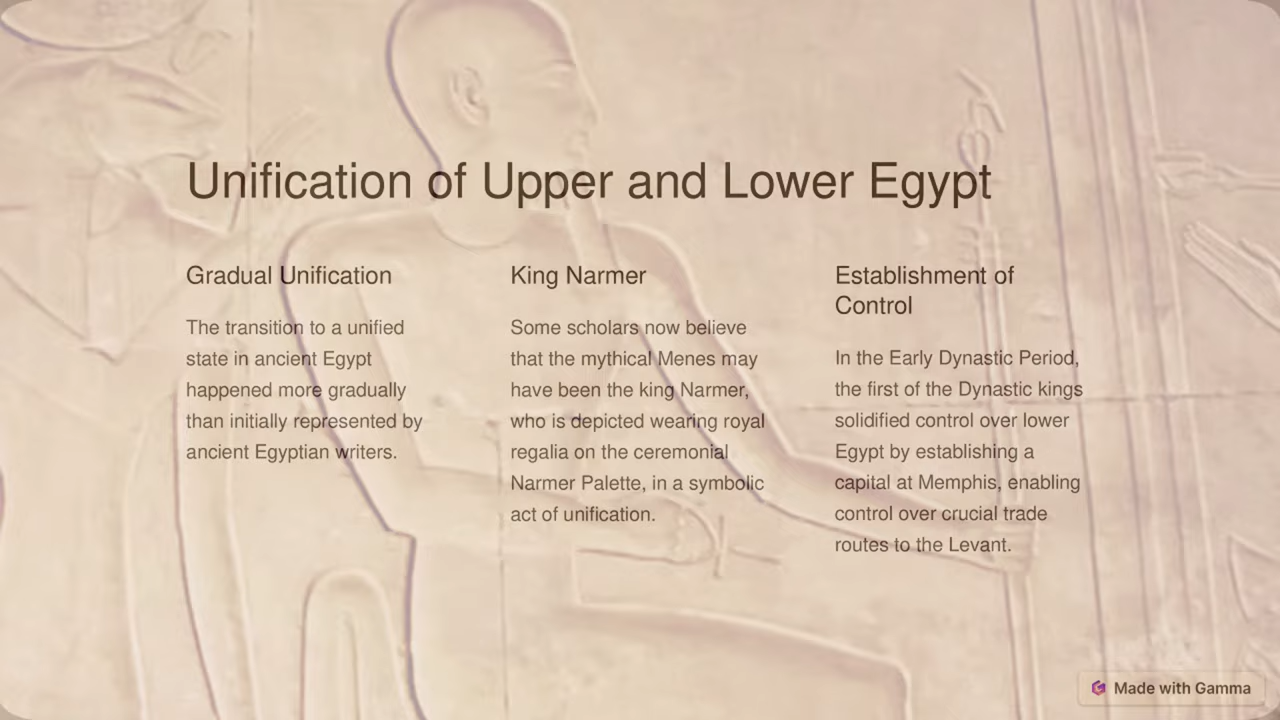 Unification of Upper and Lower Egypt
Gradual Unification
The transition to a unified
state in ancient Egypt
happened more gradually
than initially represented by
ancient Egyptian writers.
King Narmer
Some scholars now believe
that the mythical Menes may
have been the king Narmer,
who is depicted wearing royal
regalia on the ceremonial
Narmer Palette, in a symbolic
act of unification.
Establishment of
Control
In the Early Dynastic Period,
the first of the Dynastic kings
solidified control over lower
Egypt by establishing a
capital at Memphis, enabling
control over crucial trade
routes to the Levant.
Made with Gamma